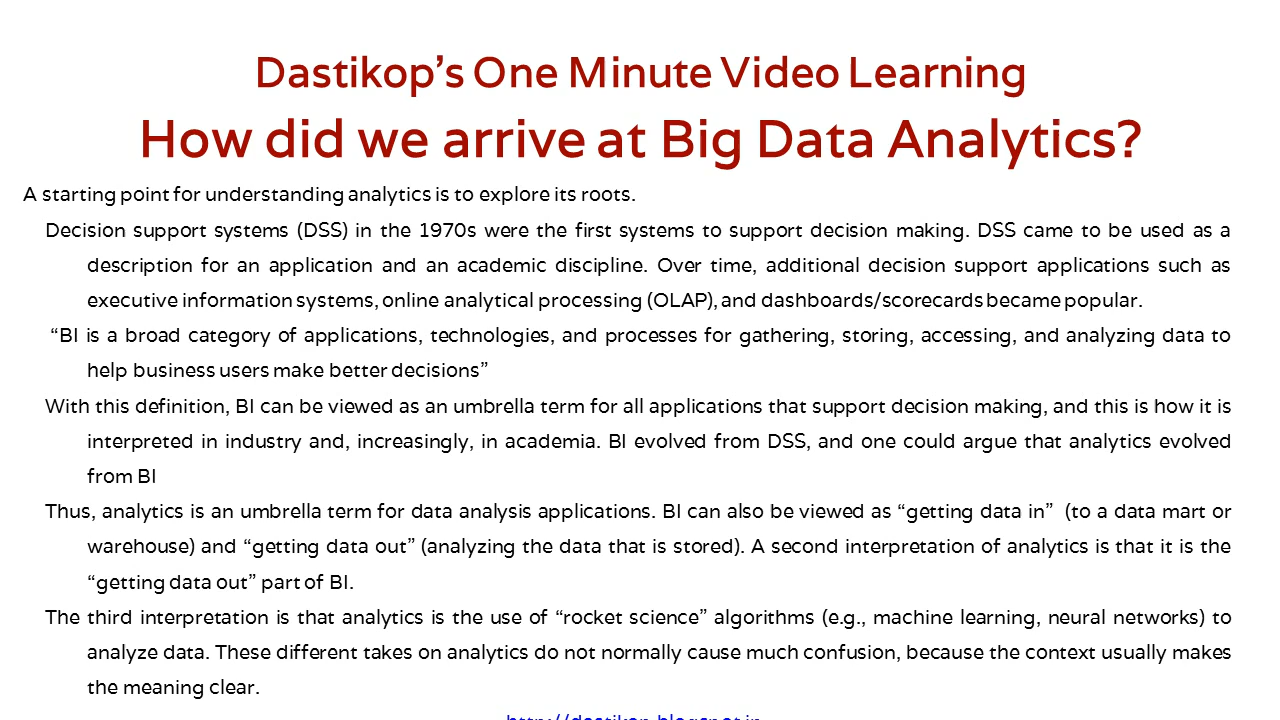 Dastikop’s One Minute Video Learning
How did we arrive at Big Data Analytics?
A starting point for understanding analytics is to explore its roots.
Decision support systems (DSS) in the 1970s were the first systems to support decision making. DSS came to be used as a
description for an application and an academic discipline. Over time, additional decision support applications such as
executive information systems, online analytical processing (OLAP), and dashboards/scorecards became popular.
“BI is a broad category of applications, technologies, and processes for gathering, storing, accessing, and analyzing data to
help business users make better decisions”
With this definition, BI can be viewed as an umbrella term for all applications that support decision making, and this is how it is
interpreted in industry and, increasingly, in academia. BI evolved from DSS, and one could argue that analytics evolved
from BI
Thus, analytics is an umbrella term for data analysis applications. BI can also be viewed as “getting data in” (to a data mart or
warehouse) and “getting data out” (analyzing the data that is stored). A second interpretation of analytics is that it is the
“getting data out” part of BI.
The third interpretation is that analytics is the use of “rocket science” algorithms (e.g., machine learning, neural networks) to
analyze data. These different takes on analytics do not normally cause much confusion, because the context usually makes
the meaning clear.
http://dastikop.blogspot.in